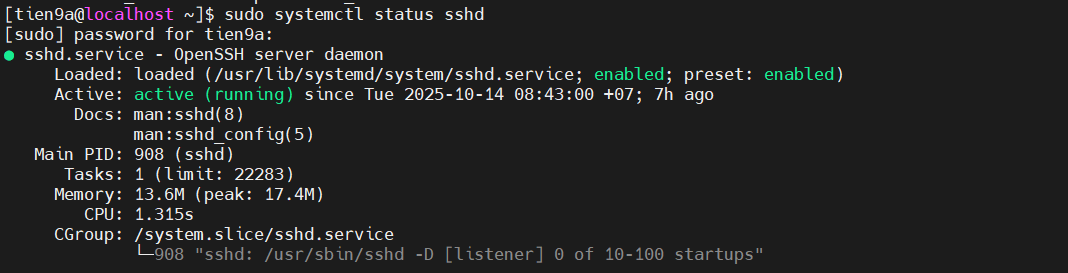 [tien9a@localhost ~]$ sudo systemctl status sshd
[sudo] password for tien9a:
● sshd.service - OpenSSH server daemon
     Loaded: loaded (/usr/lib/systemd/system/sshd.service; enabled; preset: enabled)
     Active: active (running) since Tue 2025-10-14 08:43:00 +07; 7h ago
       Docs: man:sshd(8)
             man:sshd_config(5)
   Main PID: 908 (sshd)
      Tasks: 1 (limit: 22283)
     Memory: 13.6M (peak: 17.4M)
        CPU: 1.315s
     CGroup: /system.slice/sshd.service
             └─908 "sshd: /usr/sbin/sshd -D [listener] 0 of 10-100 startups"